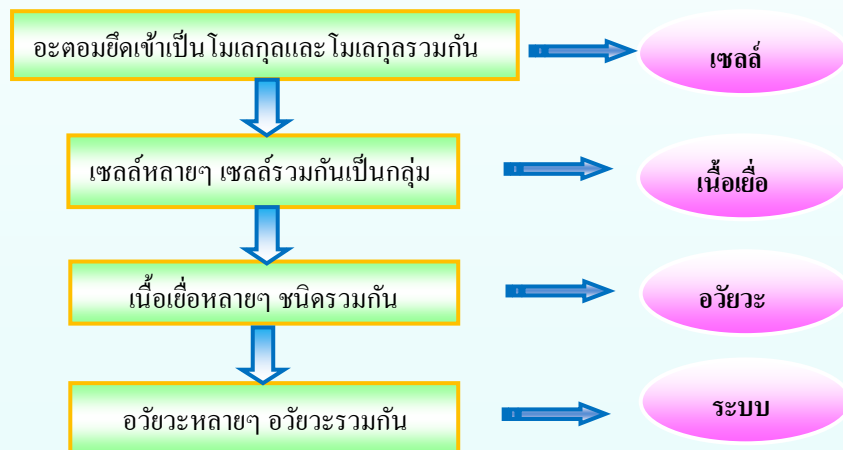 อะตอมยึดเข้าเป็นโมเลกุลและโมเลกุลรวมกัน
เซลล์
เซลล์หลายๆ เซลล์รวมกันเป็นกลุ่ม
เนื้อเยื่อ
เนื้อเยื่อหลายๆ ชนิดรวมกัน
อวัยวะ
อวัยวะหลายๆ อวัยวะรวมกัน
ระบบ